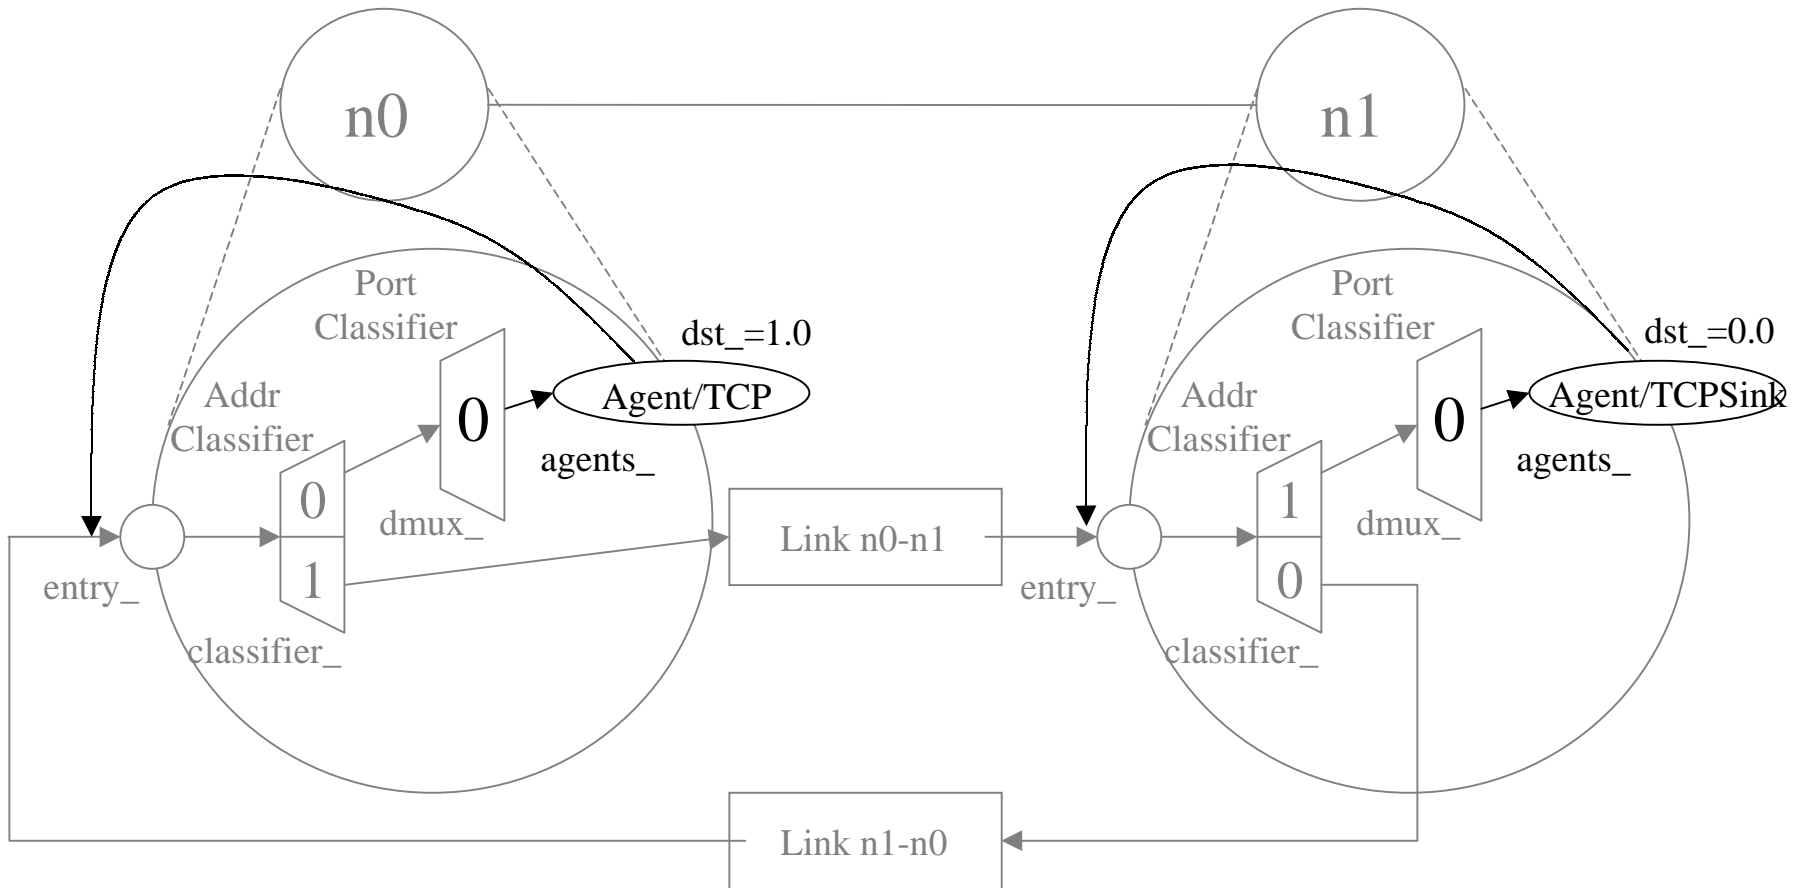 n0
n1
Port
Classifier
dst_=1.0
Addr
Classifier
0
Agent/TCP
agents_
0
1
dmux_
entry_
classifier_
Link n0-n1
Port
Classifier
dst_=0.0
Addr
Classifier
0
Agent/TCPSink
agents_
1
0
dmux_
entry_
classifier_
Link n1-n0